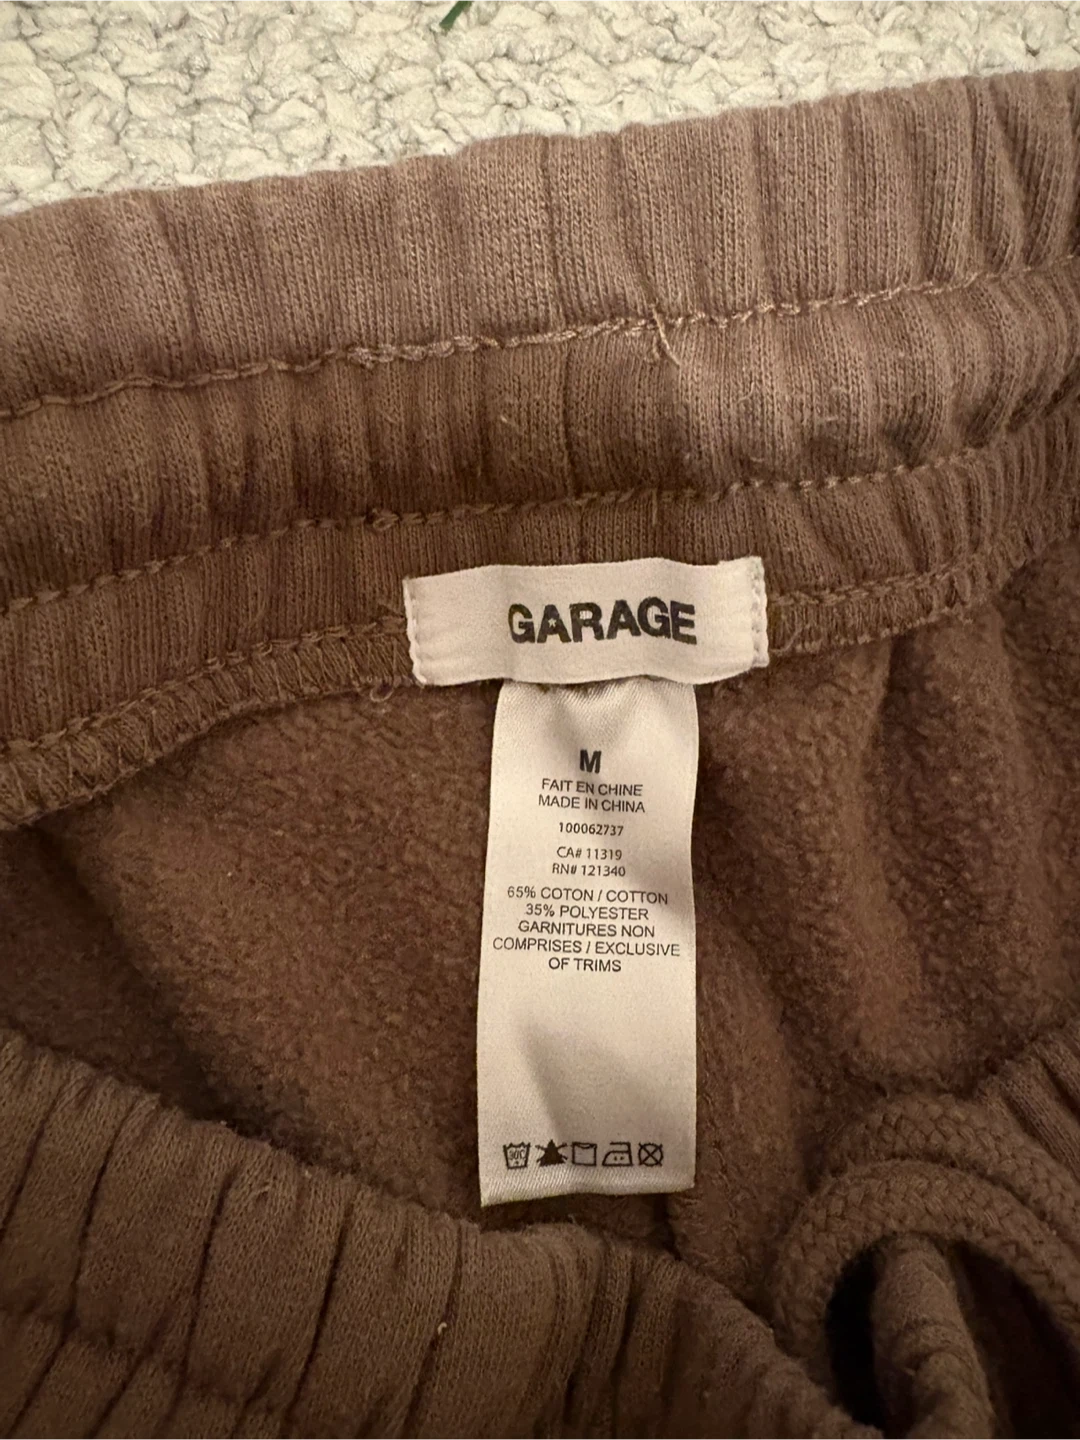 GARAGE
M
FAIT EN CHINE
MADE IN CHINA
100062737
CA# 11319
RN# 121340
65% COTON / COTTON
35% POLYESTER
GARNITURES NON
COMPRISES / EXCLUSIVE
OF TRIMS
30C